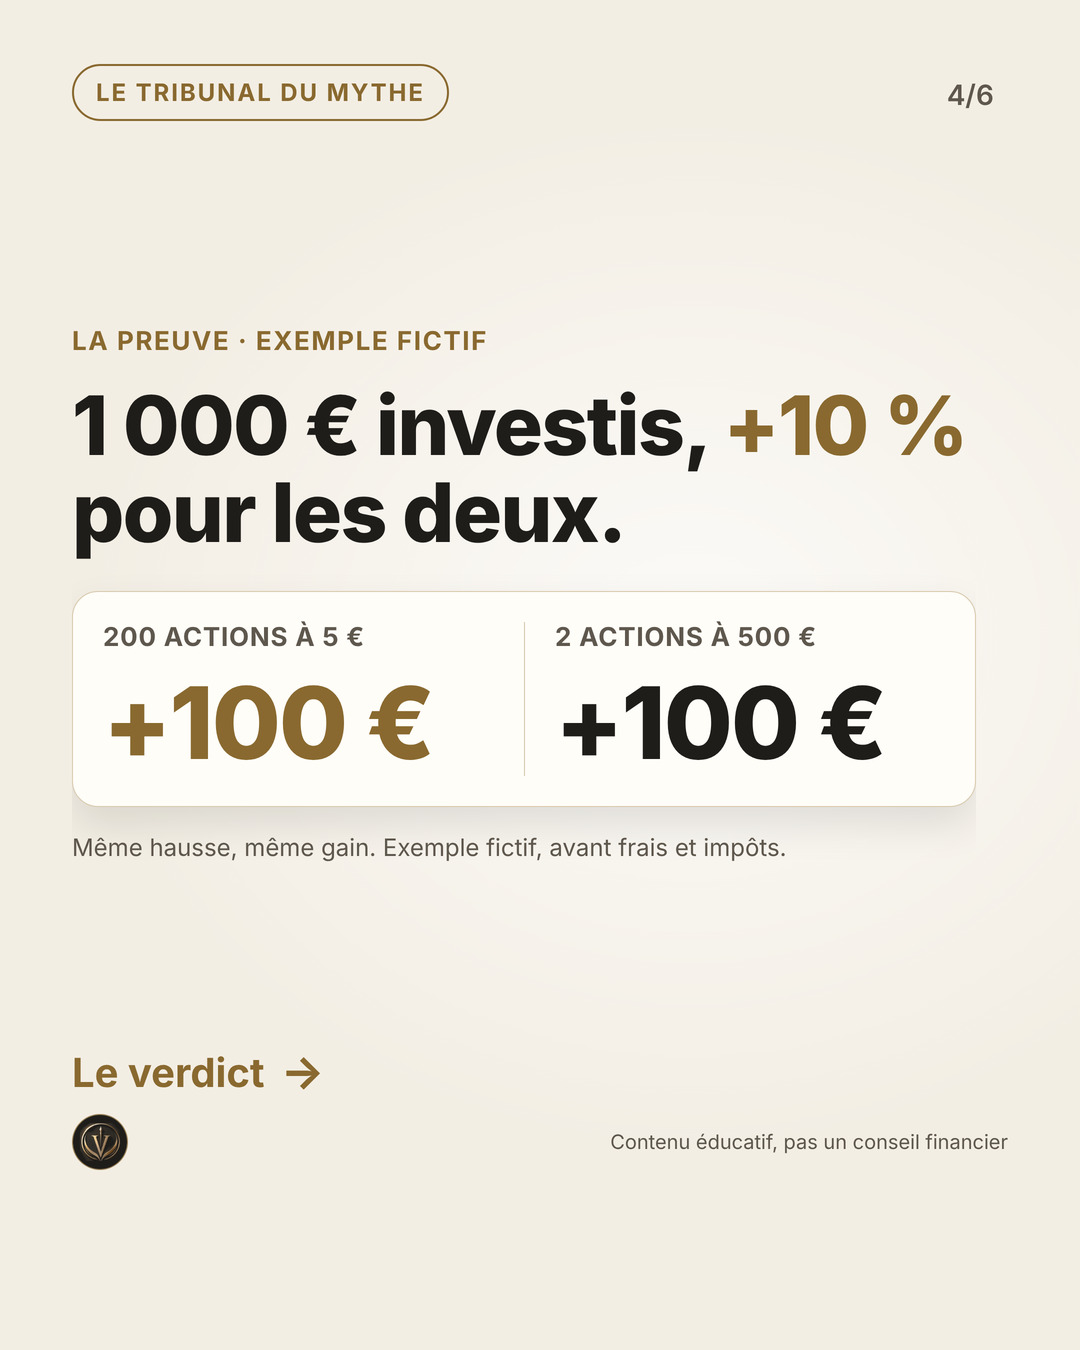 LE TRIBUNAL DU MYTHE
4/6
LA PREUVE · EXEMPLE FICTIF
1 000 € investis, +10 %
pour les deux.
200 ACTIONS À 5 €
+100 €
2 ACTIONS À 500 €
+100 €
Même hausse, même gain. Exemple fictif, avant frais et impôts.
Le verdict →
V
Contenu éducatif, pas un conseil financier